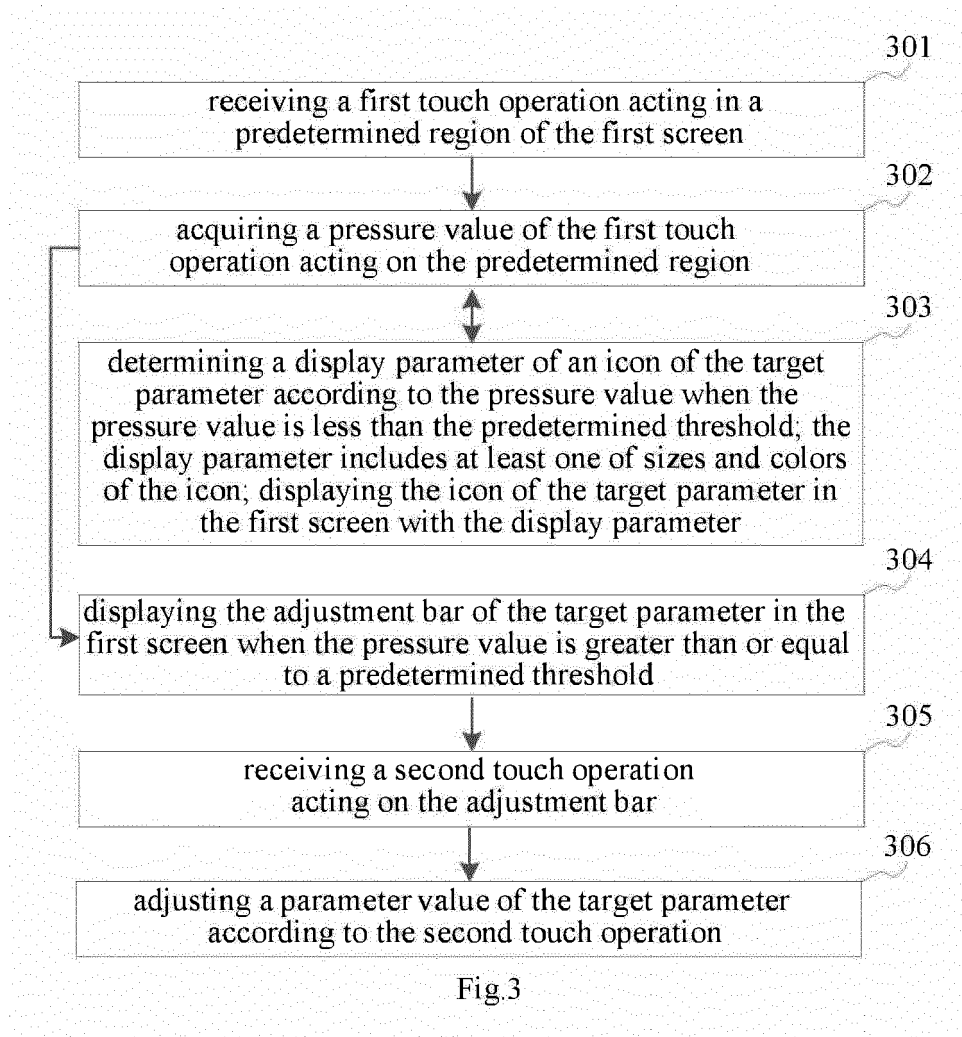 301
receiving a first touch operation acting in a
predetermined region of the first screen
302
acquiring a pressure value of the first touch
operation acting on the predetermined region
303
determining a display parameter of an icon of the target
parameter according to the pressure value when the
pressure value is less than the predetermined threshold; the
display parameter includes at least one of sizes and colors
of the icon; displaying the icon of the target parameter in
the first screen with the display parameter
304
displaying the adjustment bar of the target parameter in the
first screen when the pressure value is greater than or equal
to a predetermined threshold
305
receiving a second touch operation
acting on the adjustment bar
306
adjusting a parameter value of the target parameter
according to the second touch operation
Fig.3